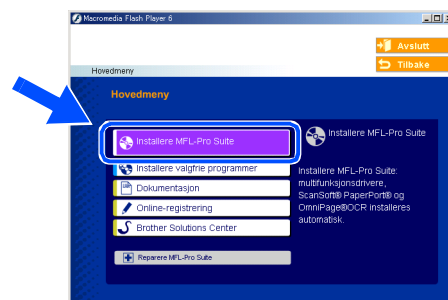 Macromedia Flash Player 6
Avslutt
Tilbake
Hovedmeny
Hovedmeny
Installere MFL-Pro Suite
Installere valgfrie programmer
Dokumentasjon
Online-registrering
Brother Solutions Center
Reparere MFL-Pro Suite
Installere MFL-Pro Suite
Installere MFL-Pro Suite:
multifunksjonsdrivere,
ScanSoft® PaperPort® og
OmniPage®OCR installeres
automatisk.